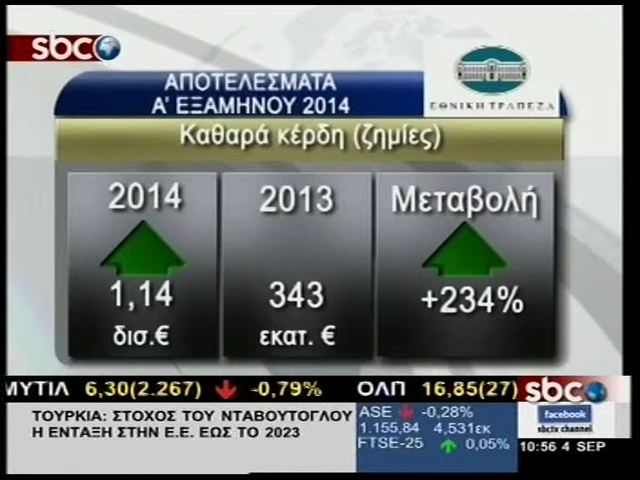 sbc
ΑΠΟΤΕΛΕΣΜΑΤΑ
Α' ΕΞΑΜΗΝΟΥ 2014
ΕΘΝΙΚΗ ΤΡΑΠΕΖΑ
Καθαρά κέρδη (ζημίες)
2014 2013 Μεταβολή
1,14 343 +234%
δισ.€ εκατ. €
ΜΥΤΙΛ 6,30(2.267) -0,79% ΟΛΠ 16,85(27) sbc
ΤΟΥΡΚΙΑ: ΣΤΟΧΟΣ ΤΟΥ ΝΤΑΒΟΥΤΟΓΛΟΥ
Η ΕΝΤΑΞΗ ΣΤΗΝ Ε.Ε. ΕΩΣ ΤΟ 2023
ASE -0,28%
1.155,84 4,531εκ
FTSE-25 0,05%
facebook
sbctv channel
10:56 4 SEP